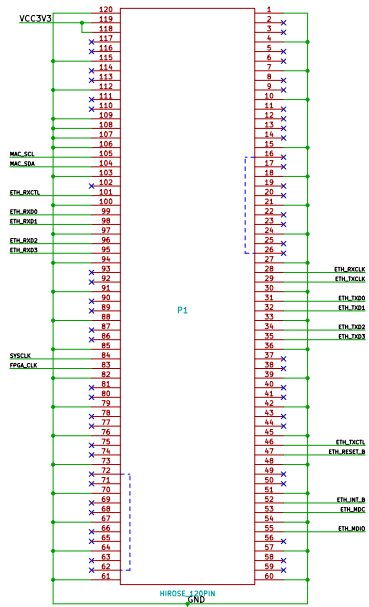 120 1
VCC3V3 119 2
118 3
117 4
116 5
115 6
114 7
113 8
112 9
111 10
110 11
109 12
108 13
107 14
106 15
MAC_SCL 105 16
MAC_SDA 104 17
103 18
102 19
ETH_RXCTL 101 20
100 21
ETH_RXD0 99 22
ETH_RXD1 98 23
97 24
ETH_RXD2 96 25
ETH_RXD3 95 26
94 27
93 28 ETH_RXCLK
92 29 ETH_TXCLK
91 30
90 31 ETH_TXD0
89 32 ETH_TXD1
P1
88 33
87 34 ETH_TXD2
86 35 ETH_TXD3
85 36
SYSCLK 84 37
FPGA_CLK 83 38
82 39
81 40
80 41
79 42
78 43
77 44
76 45
75 46 ETH_TXCTL
74 47 ETH_RESET_B
73 48
72 49
71 50
70 51
69 52 ETH_INT_B
68 53 ETH_MDC
67 54
66 55 ETH_MDIO
65 56
64 57
63 58
62 59
61 60
HIROSE_120PIN
GND